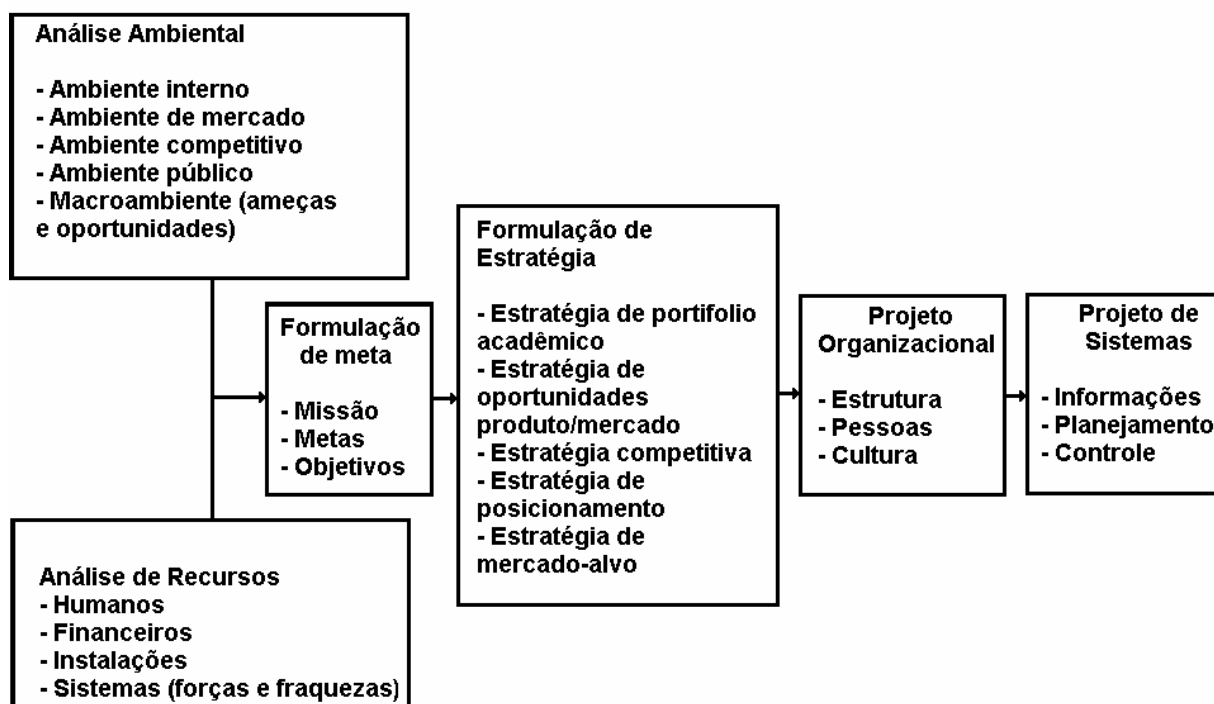 Análise Ambiental
- Ambiente interno
- Ambiente de mercado
- Ambiente competitivo
- Ambiente público
- Macroambiente (ameças
e oportunidades)
Análise de Recursos
- Humanos
- Financeiros
- Instalações
- Sistemas (forças e fraquezas)
Formulação
de meta
- Missão
- Metas
- Objetivos
Formulação de
Estratégia
- Estratégia de portifolio
acadêmico
- Estratégia de
oportunidades
produto/mercado
- Estratégia competitiva
- Estratégia de
posicionamento
- Estratégia de
mercado-alvo
Projeto
Organizacional
- Estrutura
- Pessoas
- Cultura
Projeto de
Sistemas
- Informações
- Planejamento
- Controle